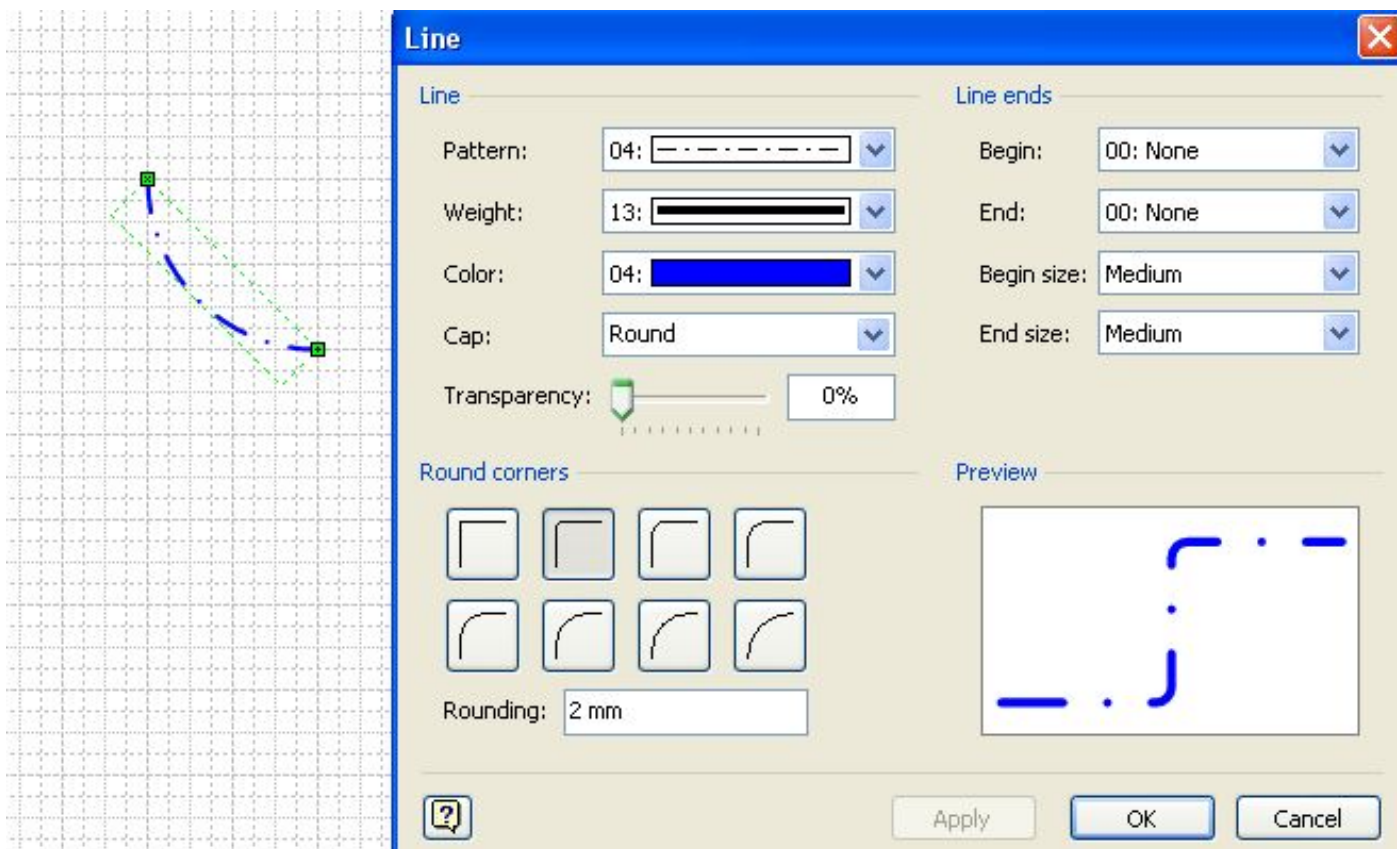 Line
Line
Pattern: 04:
Weight: 13:
Color: 04:
Cap: Round
Transparency: 0%
Line ends
Begin: 00: None
End: 00: None
Begin size: Medium
End size: Medium
Round corners
Rounding: 2 mm
Preview
?
Apply OK Cancel